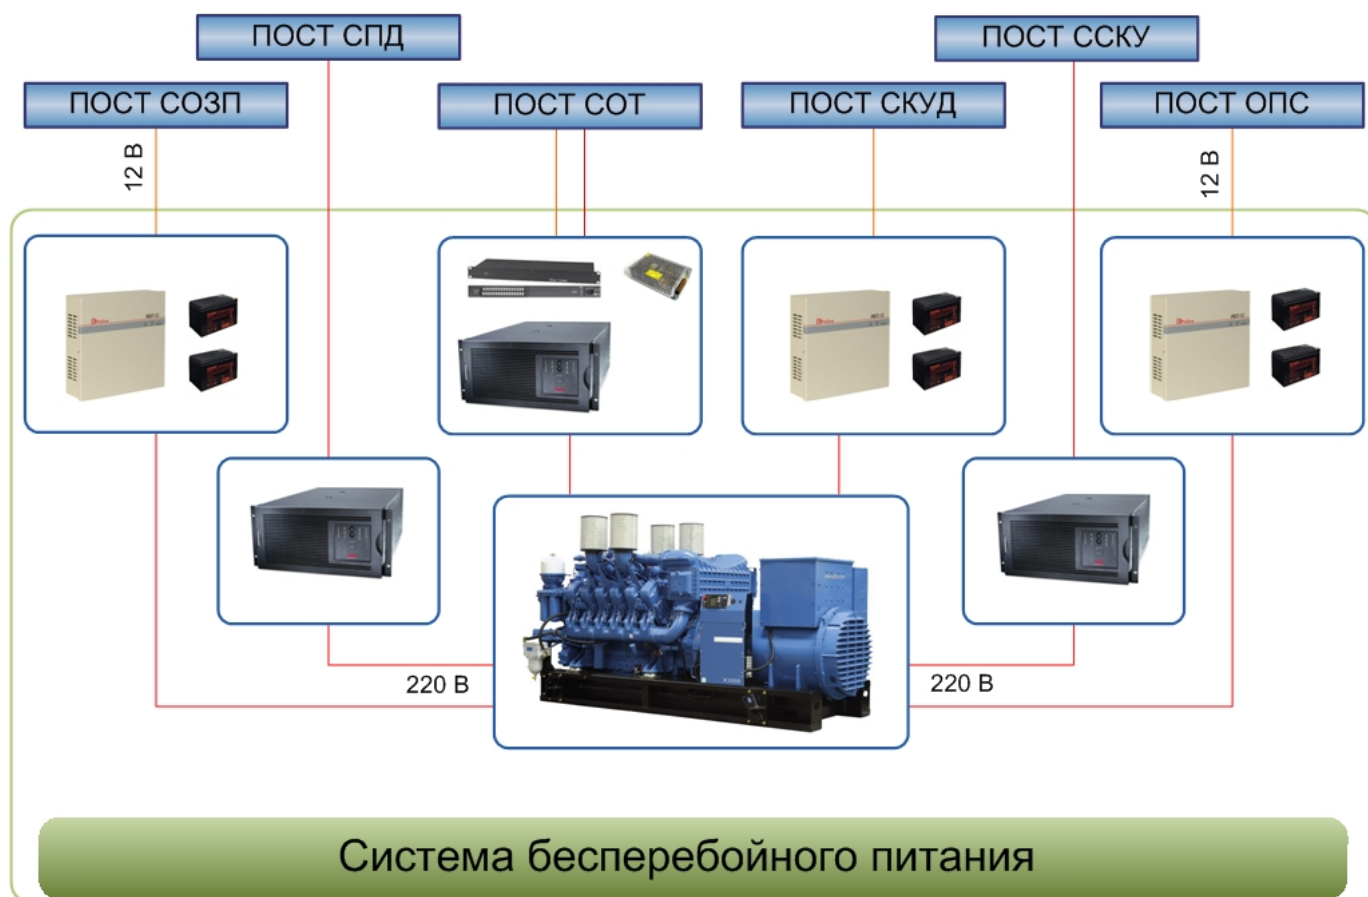 ПОСТ СПД
ПОСТ ССКУ
ПОСТ СОЗП
ПОСТ СОТ
ПОСТ СКУД
ПОСТ ОПС
12 В
12 В
220 В
220 В
Система бесперебойного питания